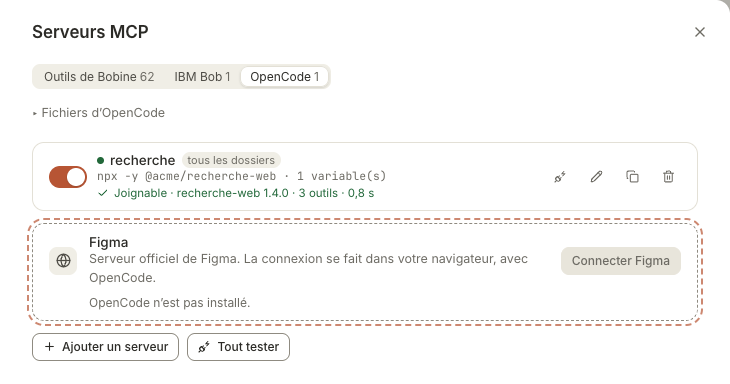 Serveurs MCP
Outils de Bobine 62 IBM Bob 1 OpenCode 1
Fichiers d’OpenCode
recherche tous les dossiers
npx -y @acme/recherche-web · 1 variable(s)
Joignable · recherche-web 1.4.0 · 3 outils · 0,8 s
Figma
Serveur officiel de Figma. La connexion se fait dans votre navigateur, avec
OpenCode.
Connecter Figma
OpenCode n’est pas installé.
Ajouter un serveur Tout tester